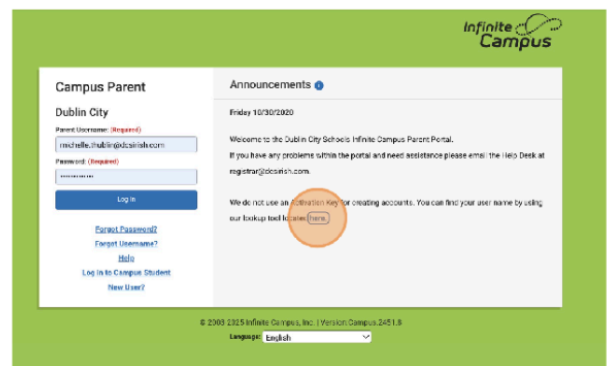 Infinite
Campus
Campus Parent
Dublin City
Parent Username: (Required)
michelle.thublin@dcsirish.com
Password: (Required)
Log In
Forgot Password?
Forgot Username?
Help
Log in to Campus Student
New User?
Announcements
Friday 10/30/2020
Welcome to the Dublin City Schools Infinite Campus Parent Portal.
If you have any problems within the portal and need assistance please email the Help Desk at
registrar@dcsirish.com.
We do not use an Activation Key for creating accounts. You can find your user name by using
our lookup tool located here.
© 2003-2025 Infinite Campus, Inc. | Version: Campus.2451.8
Language: English